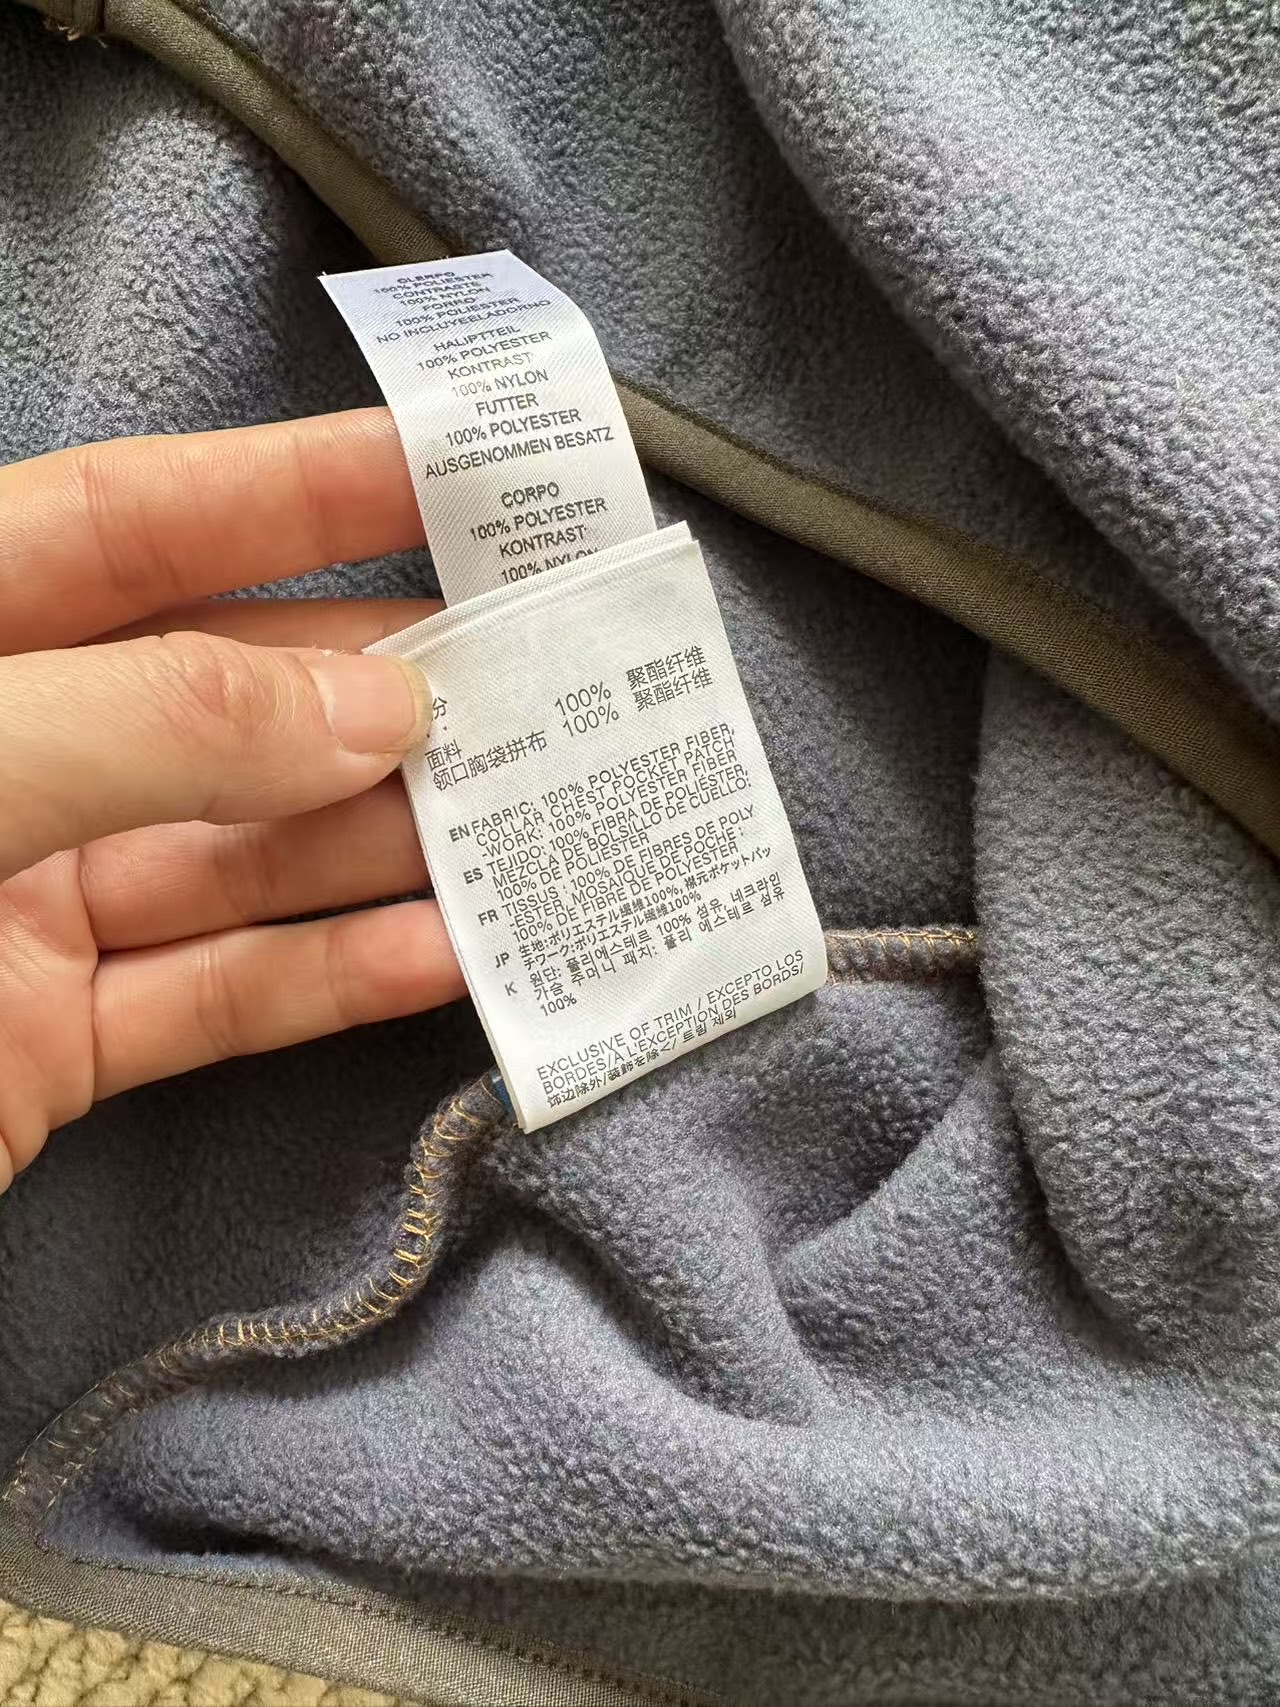 100% POLIESTER
CONTRASTE
100% NYLON
FORRO
100% POLIESTER
NO INCLUYEELADORNO
HALIPTTEIL
100% POLYESTER
KONTRAST
100% NYLON
FUTTER
100% POLYESTER
AUSGENOMMEN BESATZ
CORPO
100% POLYESTER
KONTRAST
100% NYLON
分
:
面料 100% 聚酯纤维
领口胸袋拼布 100% 聚酯纤维
EN FABRIC: 100% POLYESTER FIBER,
COLLAR CHEST POCKET PATCH
-WORK: 100% POLYESTER FIBER
ES TEJIDO: 100% FIBRA DE POLIÉSTER,
MEZCLA DE BOLSILLO DE CUELLO:
100% DE POLIÉSTER
FR TISSUS : 100% DE FIBRES DE POLY
-ESTER, MOSAIQUE DE POCHE :
100% DE FIBRE DE POLYESTER
JP 生地:ポリエステル繊維100%, 襟元ポケットパッ
チワーク:ポリエステル繊維100%
K 원단: 폴리에스테르 100% 섬유, 네크라인
가슴 주머니 패치: 폴리 에스테르 섬유
100%
EXCLUSIVE OF TRIM / EXCEPTO LOS
BORDES/A L'EXCEPTION DES BORDS/
饰边除外/装飾を除く/ 트림 제외